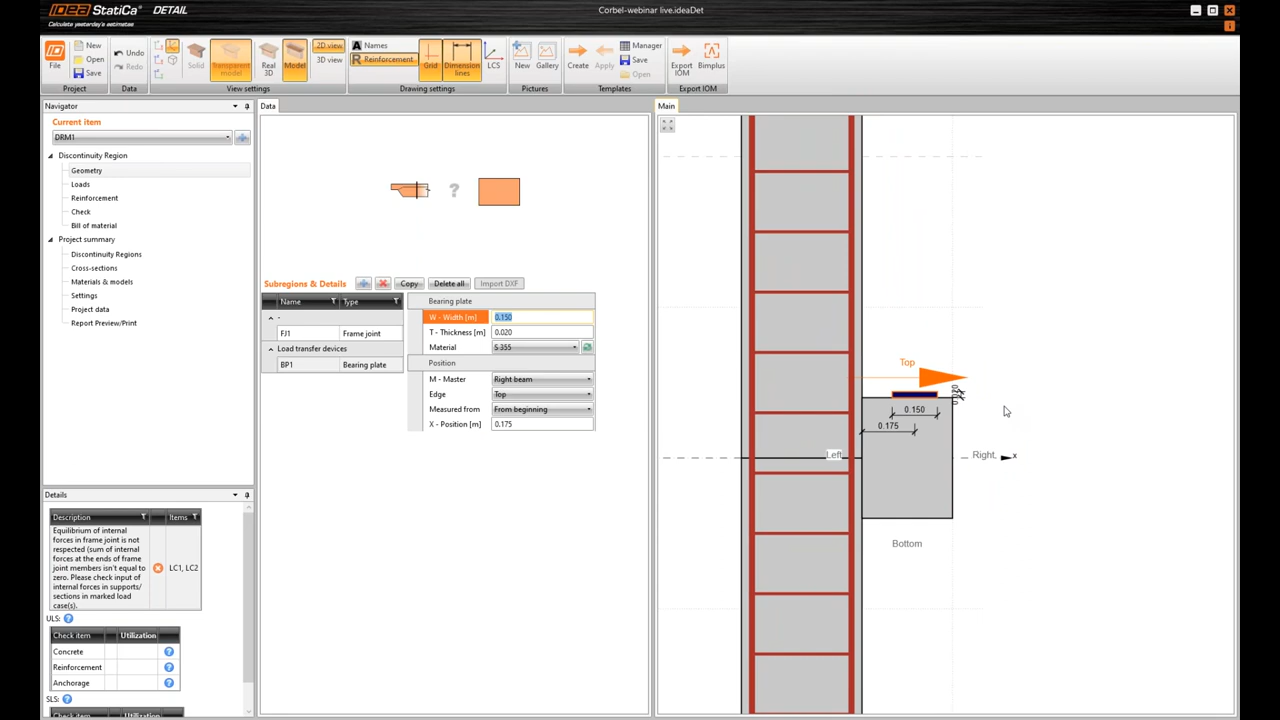 IDEA StatiCa® DETAIL
Calculate yesterday's estimates
Corbel-webinar live.ideaDet
File
New
Open
Save
Undo
Redo
Solid
Transparent model
Real 3D
Model
2D view
3D view
Names
Reinforcement
Grid
Dimension lines
LCS
New
Gallery
Create
Apply
Manager
Save
Open
Export IOM
Bimplus
Project
Data
View settings
Drawing settings
Pictures
Templates
Export IOM
Navigator
Current item
DRM1
Discontinuity Region
Geometry
Loads
Reinforcement
Check
Bill of material
Project summary
Discontinuity Regions
Cross-sections
Materials & models
Settings
Project data
Report Preview/Print
Details
Description Items
Equilibrium of internal
forces in frame joint is not
respected (sum of internal
forces at the ends of frame
joint members isn't equal to
zero. Please check input of
internal forces in supports/
sections in marked load
case(s).
LC1, LC2
ULS:
Check item Utilization
Concrete
Reinforcement
Anchorage
SLS:
Check item Utilization
Data
?
Subregions & Details Copy Delete all Import DXF
Name Type
-
FJ1 Frame joint
Load transfer devices
BP1 Bearing plate
Bearing plate
W - Width [m] 0.150
T - Thickness [m] 0.020
Material S 355
Position
M - Master Right beam
Edge Top
Measured from From beginning
X - Position [m] 0.175
Main
Top
0.020
0.150
0.175
Left
Right
x
Bottom